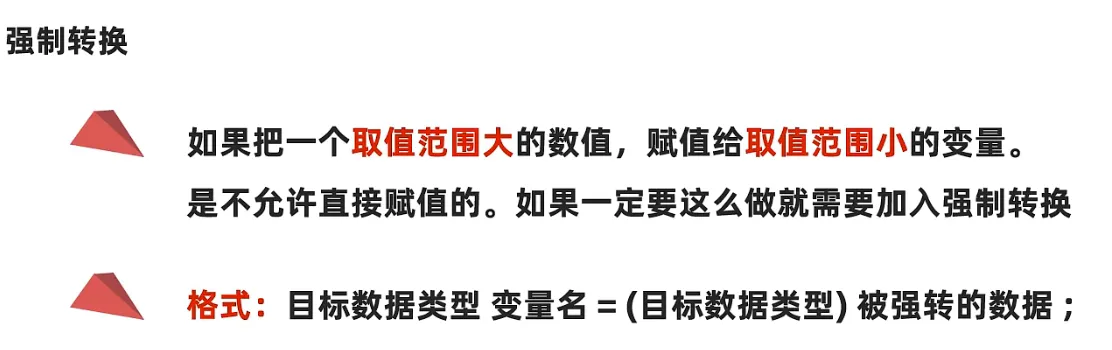 强制转换
如果把一个取值范围大的数值，赋值给取值范围小的变量。
是不允许直接赋值的。如果一定要这么做就需要加入强制转换
格式：目标数据类型 变量名 = (目标数据类型) 被强转的数据 ;